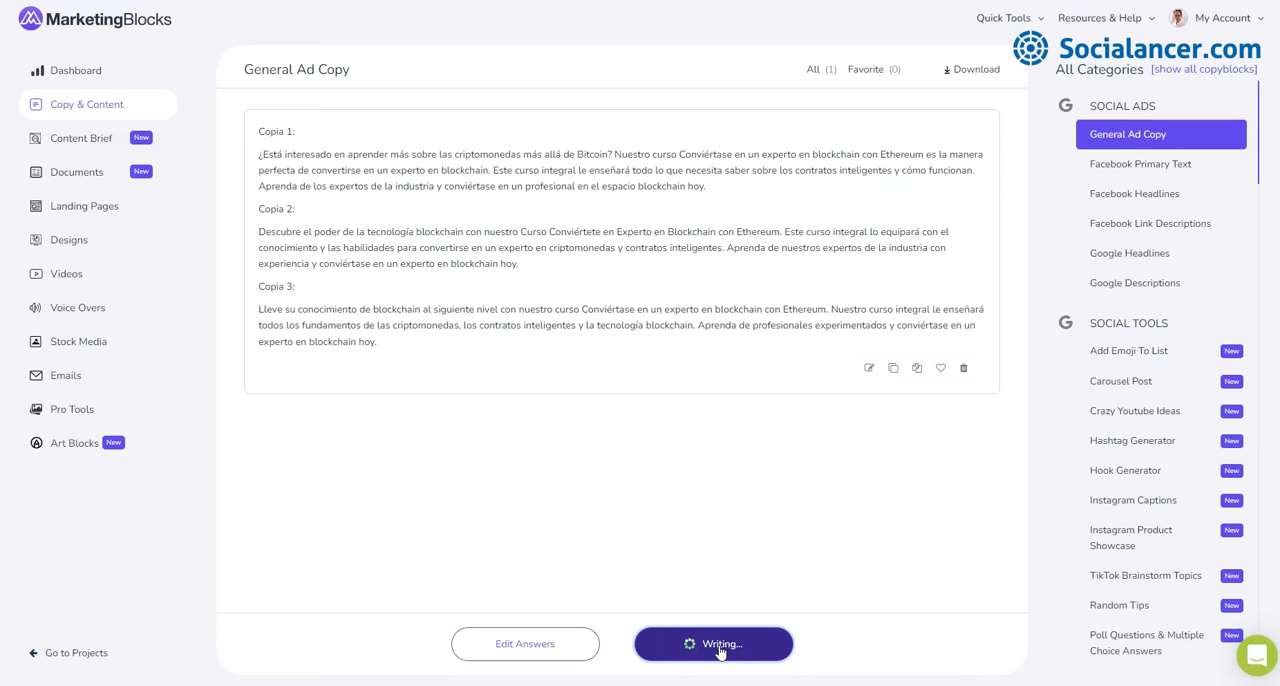 MarketingBlocks
Quick Tools
Resources & Help
My Account
Socialancer.com
Dashboard
Copy & Content
Content Brief New
Documents New
Landing Pages
Designs
Videos
Voice Overs
Stock Media
Emails
Pro Tools
Art Blocks New
Go to Projects
General Ad Copy
All (1) Favorite (0) Download
Copia 1:
¿Está interesado en aprender más sobre las criptomonedas más allá de Bitcoin? Nuestro curso Conviértase en un experto en blockchain con Ethereum es la manera
perfecta de convertirse en un experto en blockchain. Este curso integral le enseñará todo lo que necesita saber sobre los contratos inteligentes y cómo funcionan.
Aprenda de los expertos de la industria y conviértase en un profesional en el espacio blockchain hoy.
Copia 2:
Descubre el poder de la tecnología blockchain con nuestro Curso Conviértete en Experto en Blockchain con Ethereum. Este curso integral lo equipará con el
conocimiento y las habilidades para convertirse en un experto en criptomonedas y contratos inteligentes. Aprenda de nuestros expertos de la industria con
experiencia y conviértase en un experto en blockchain hoy.
Copia 3:
Lleve su conocimiento de blockchain al siguiente nivel con nuestro curso Conviértase en un experto en blockchain con Ethereum. Nuestro curso integral le enseñará
todos los fundamentos de las criptomonedas, los contratos inteligentes y la tecnología blockchain. Aprenda de profesionales experimentados y conviértase en un
experto en blockchain hoy.
Edit Answers
Writing...
All Categories [show all copyblocks]
SOCIAL ADS
General Ad Copy
Facebook Primary Text
Facebook Headlines
Facebook Link Descriptions
Google Headlines
Google Descriptions
SOCIAL TOOLS
Add Emoji To List New
Carousel Post New
Crazy Youtube Ideas New
Hashtag Generator New
Hook Generator New
Instagram Captions New
Instagram Product New
Showcase
TikTok Brainstorm Topics New
Random Tips New
Poll Questions & Multiple New
Choice Answers